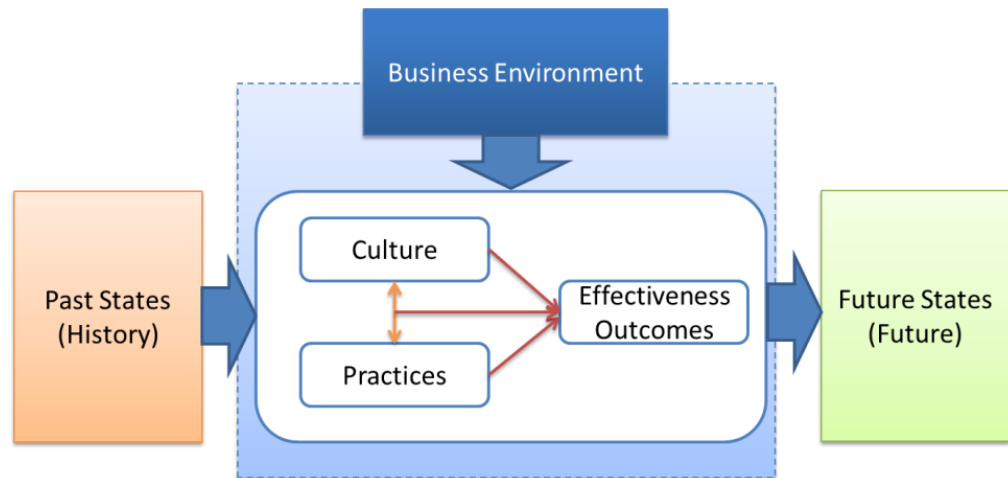 Business Environment
Past States
(History)
Culture
Practices
Effectiveness
Outcomes
Future States
(Future)